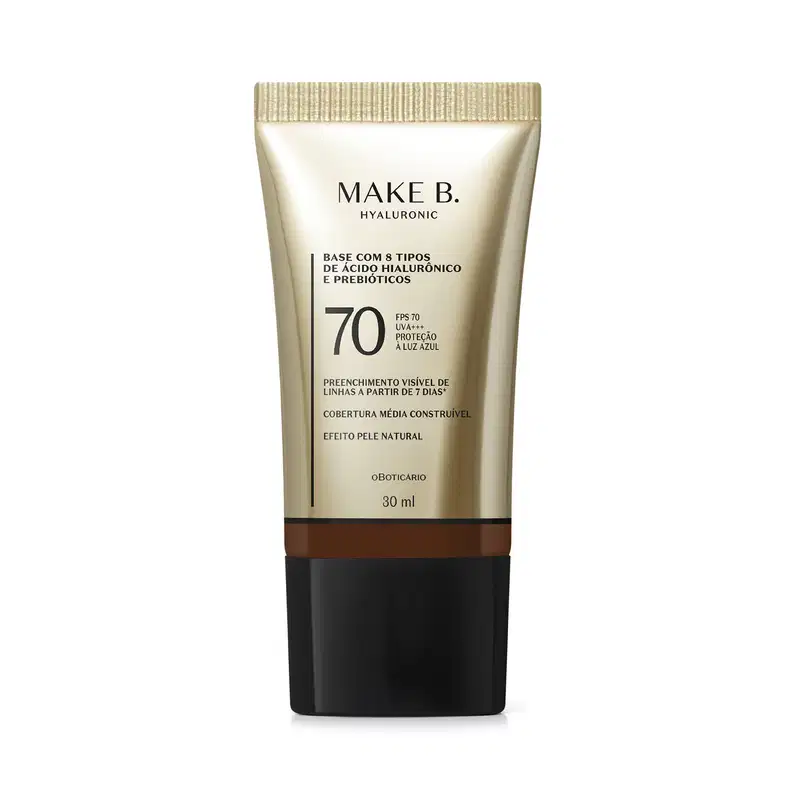 MAKE B.
HYALURONIC
BASE COM 8 TIPOS
DE ÁCIDO HIALURÔNICO
E PREBIÓTICOS
70
FPS 70
UVA+++
PROTEÇÃO
À LUZ AZUL
PREENCHIMENTO VISÍVEL DE
LINHAS A PARTIR DE 7 DIAS*
COBERTURA MÉDIA CONSTRUÍVEL
EFEITO PELE NATURAL
oBOTICÁRIO
30 ml